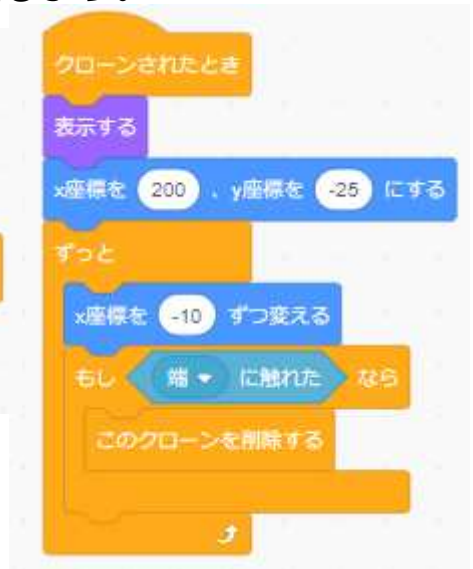 クローンされたとき
表示する
x座標を 200 、y座標を -25 にする
ずっと
x座標を -10 ずつ変える
もし 端 に触れた なら
このクローンを削除する